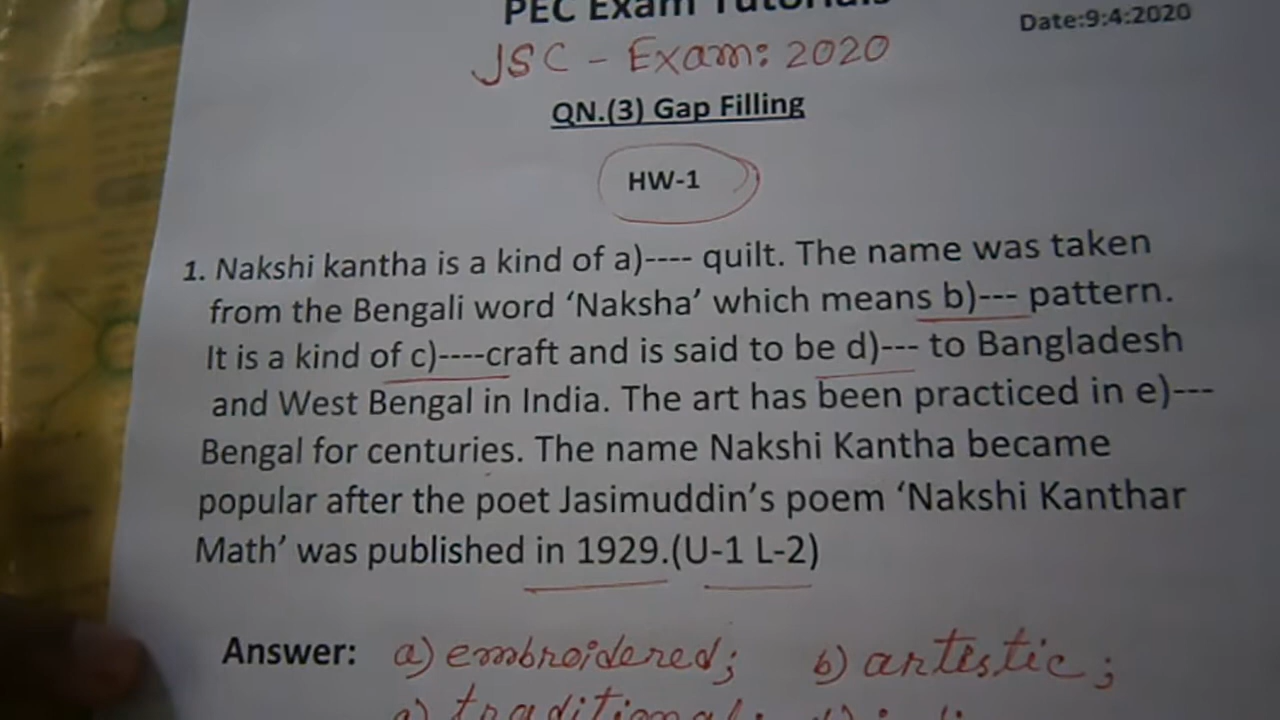 PEC Exam Tutorials
Date:9:4:2020
JSC - Exam: 2020
QN.(3) Gap Filling
HW-1
1. Nakshi kantha is a kind of a)---- quilt. The name was taken
from the Bengali word ‘Naksha’ which means b)--- pattern.
It is a kind of c)----craft and is said to be d)--- to Bangladesh
and West Bengal in India. The art has been practiced in e)---
Bengal for centuries. The name Nakshi Kantha became
popular after the poet Jasimuddin’s poem ‘Nakshi Kanthar
Math’ was published in 1929.(U-1 L-2)
Answer: a) embroidered; b) artistic;
c) traditional;